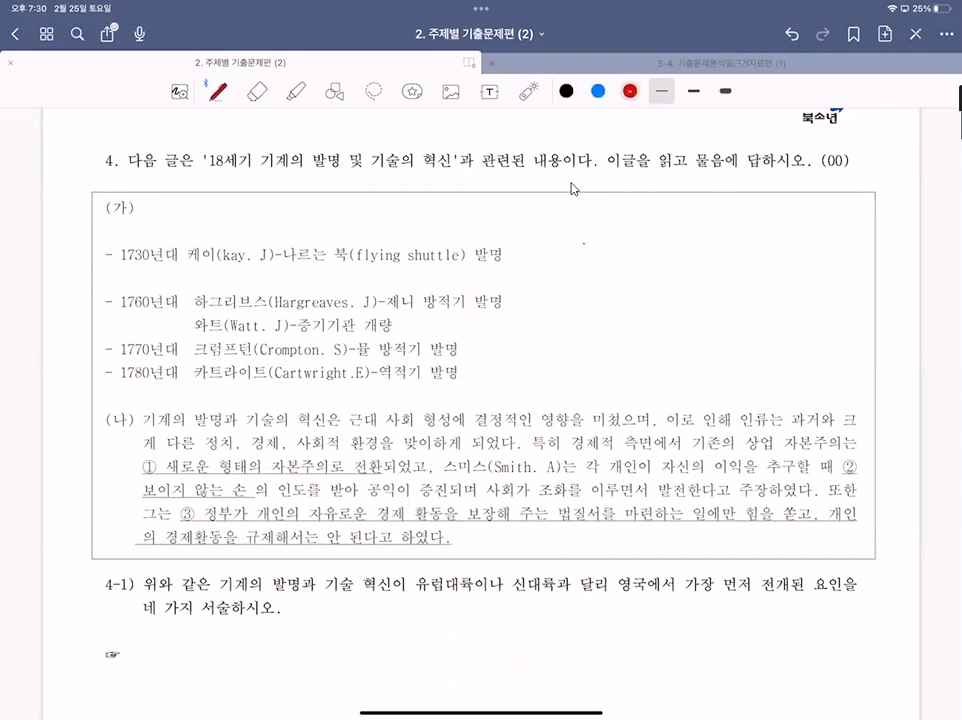 오후 7:30 2월 25일 토요일
25%
2. 주제별 기출문제편 (2)
2. 주제별 기출문제편 (2)
3-4. 기출문제분석및근거자료편 (1)
북소년
4. 다음 글은 '18세기 기계의 발명 및 기술의 혁신'과 관련된 내용이다. 이글을 읽고 물음에 답하시오. (00)
(가)
- 1730년대 케이(kay. J)-나르는 북(flying shuttle) 발명
- 1760년대 하그리브스(Hargreaves. J)-제니 방적기 발명
와트(Watt. J)-증기기관 개량
- 1770년대 크럼프턴(Crompton. S)-뮬 방적기 발명
- 1780년대 카트라이트(Cartwright.E)-역적기 발명
(나) 기계의 발명과 기술의 혁신은 근대 사회 형성에 결정적인 영향을 미쳤으며, 이로 인해 인류는 과거와 크
게 다른 정치, 경제, 사회적 환경을 맞이하게 되었다. 특히 경제적 측면에서 기존의 상업 자본주의는
① 새로운 형태의 자본주의로 전환되었고, 스미스(Smith. A)는 각 개인이 자신의 이익을 추구할 때 ②
보이지 않는 손 의 인도를 받아 공익이 증진되며 사회가 조화를 이루면서 발전한다고 주장하였다. 또한
그는 ③ 정부가 개인의 자유로운 경제 활동을 보장해 주는 법질서를 마련하는 일에만 힘을 쏟고, 개인
의 경제활동을 규제해서는 안 된다고 하였다.
4-1) 위와 같은 기계의 발명과 기술 혁신이 유럽대륙이나 신대륙과 달리 영국에서 가장 먼저 전개된 요인을
네 가지 서술하시오.